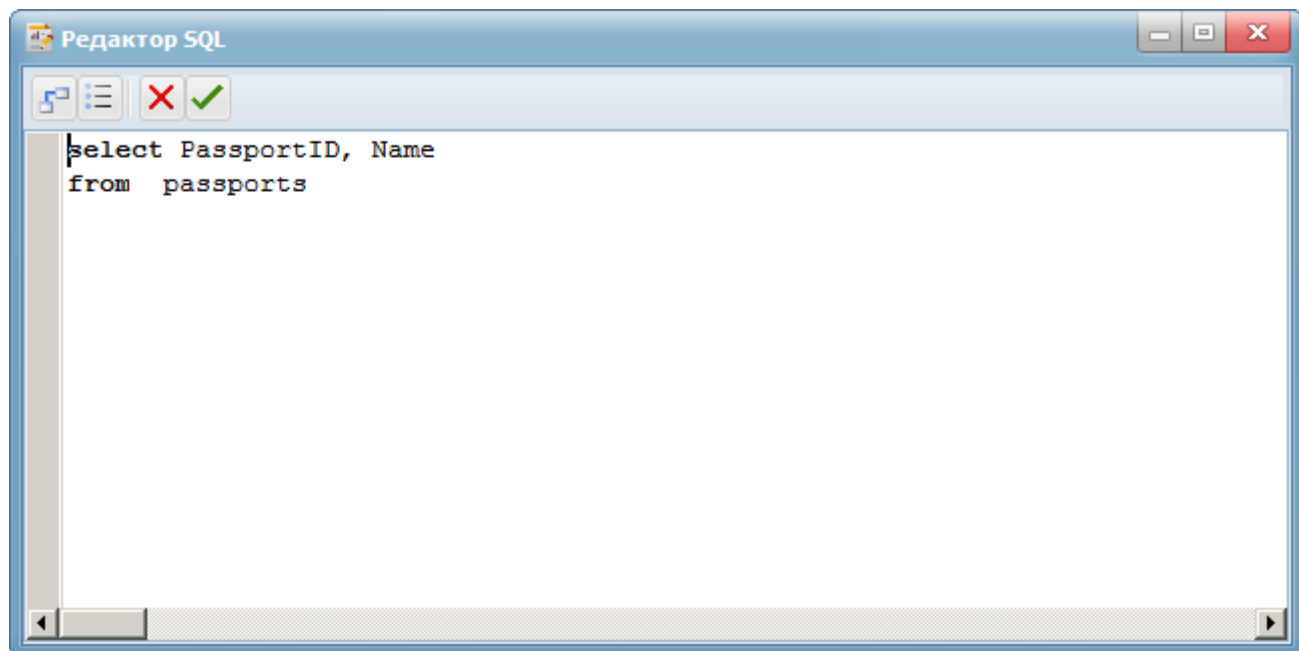 Редактор SQL
select PassportID, Name
from  passports